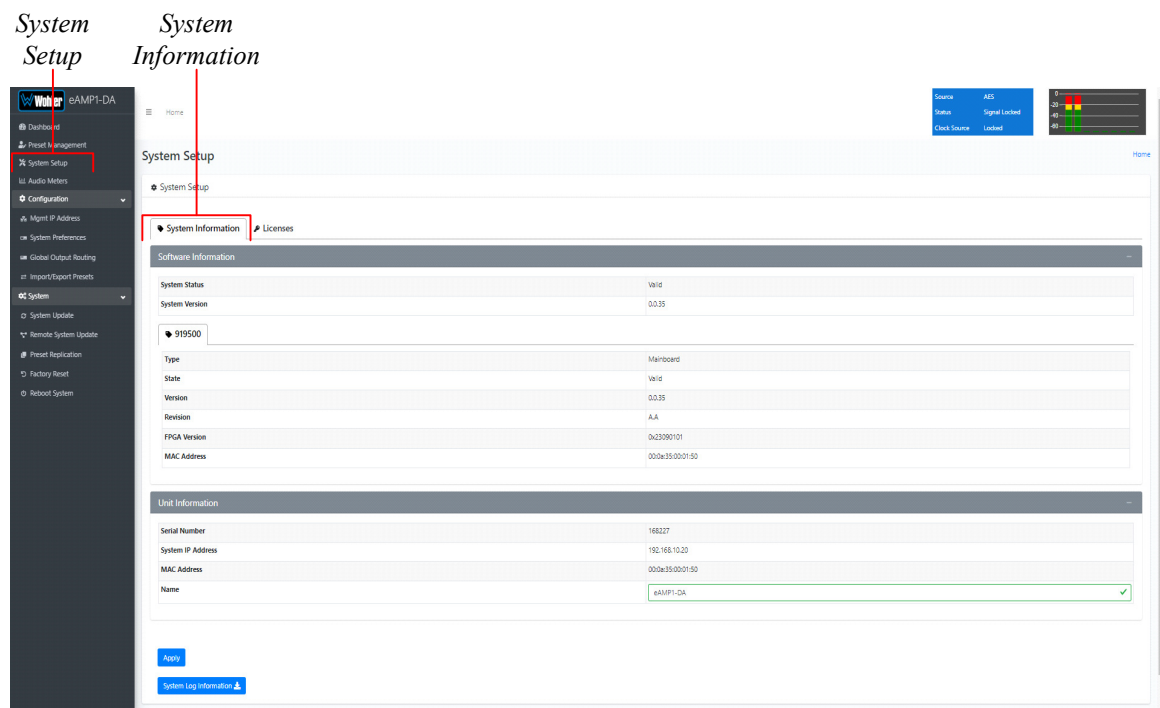 System Setup
System Information
Wohler eAMP1-DA
Dashboard
Preset Management
System Setup
Audio Meters
Configuration
Mgmt IP Address
System Preferences
Global Output Routing
Import/Export Presets
System
System Update
Remote System Update
Preset Replication
Factory Reset
Reboot System
Home
Source AES
Status Signal Locked
Clock Source Locked
0
-20
-40
-60
System Setup
Home
System Setup
System Information Licenses
Software Information
System Status Valid
System Version 0.0.35
919500
Type Mainboard
State Valid
Version 0.0.35
Revision A.A
FPGA Version 0x23090101
MAC Address 00:0a:35:00:01:50
Unit Information
Serial Number 168227
System IP Address 192.168.10.20
MAC Address 00:0a:35:00:01:50
Name eAMP1-DA
Apply
System Log Information